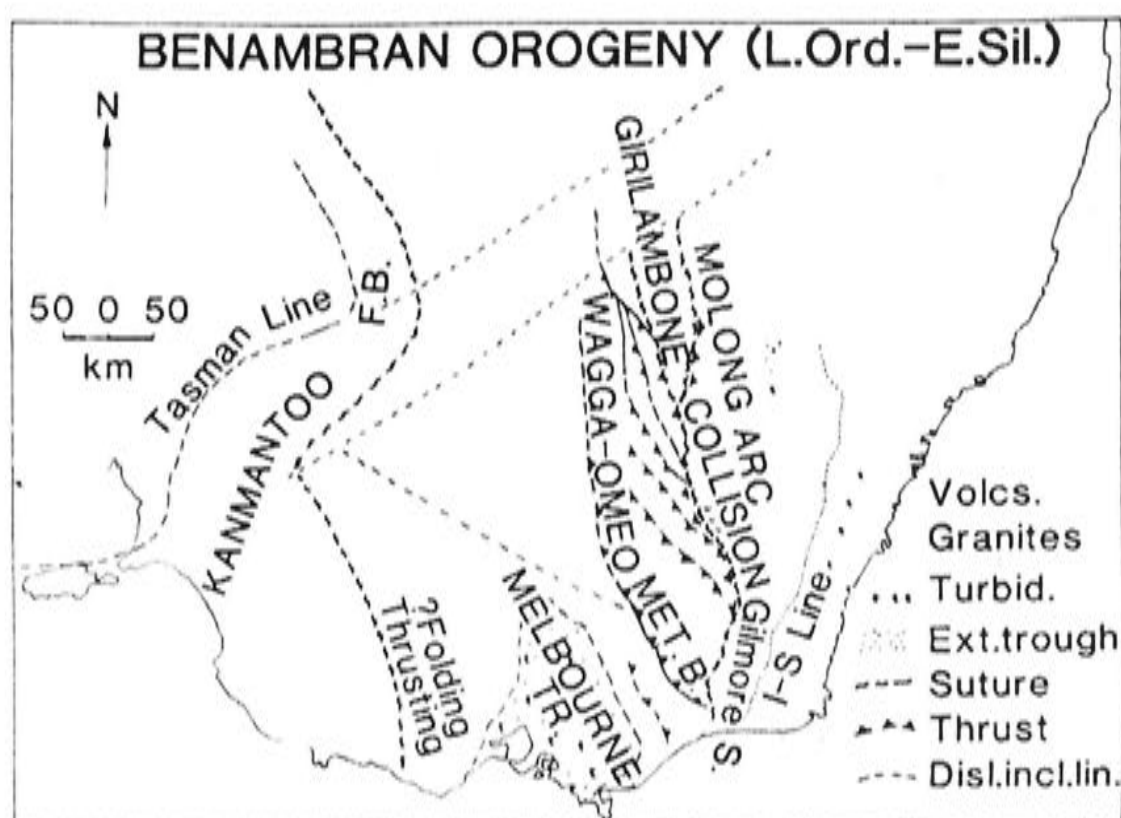 BENAMBRAN OROGENY (L.Ord.-E.Sil.)
N
50 0 50
km
Tasman Line
F.B.
KANMANTOO
?Folding
Thrusting
MELBOURNE
TR.
WAGGA-OMEO MET. B
GIRILAMBONE COLLISION
MOLONG ARC
Gilmore S.
I-S Line
Volcs.
Granites
Turbid.
Ext.trough
Suture
Thrust
Disl.incl.lin.